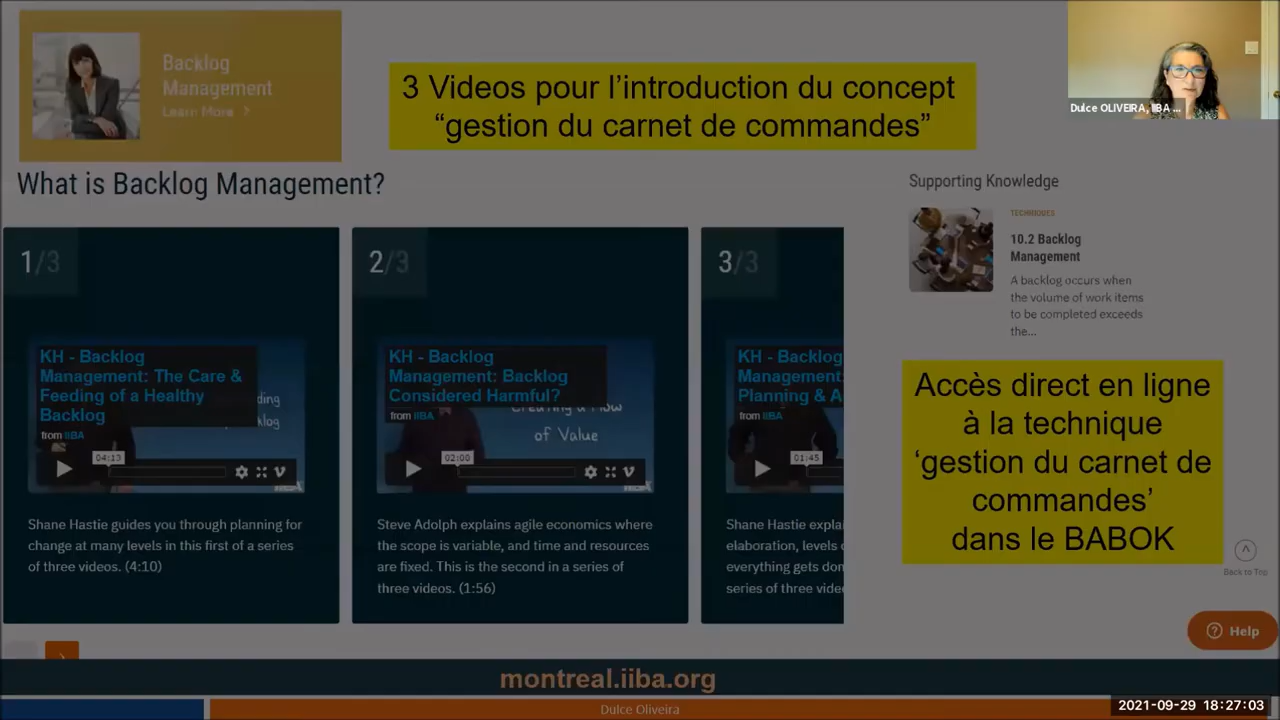 Backlog
Management
Learn More >
3 Videos pour l’introduction du concept
“gestion du carnet de commandes”
Dulce OLIVEIRA, IIBA ...
What is Backlog Management?
Supporting Knowledge
TECHNIQUES
10.2 Backlog
Management
A backlog occurs when
the volume of work items
to be completed exceeds
the...
1/3
KH - Backlog
Management: The Care &
Feeding of a Healthy
Backlog
from IIBA
04:13
Shane Hastie guides you through planning for
change at many levels in this first of a series
of three videos. (4:10)
2/3
KH - Backlog
Management: Backlog
Considered Harmful?
from IIBA
Creating a Flow
of Value
02:00
Steve Adolph explains agile economics where
the scope is variable, and time and resources
are fixed. This is the second in a series of
three videos. (1:56)
3/3
KH - Backlog
Management:
Planning & A
from IIBA
01:45
Shane Hastie expla
elaboration, levels
everything gets don
series of three vide
Accès direct en ligne
à la technique
‘gestion du carnet de
commandes’
dans le BABOK
Back to Top
Help
montreal.iiba.org
Dulce Oliveira
2021-09-29 18:27:03